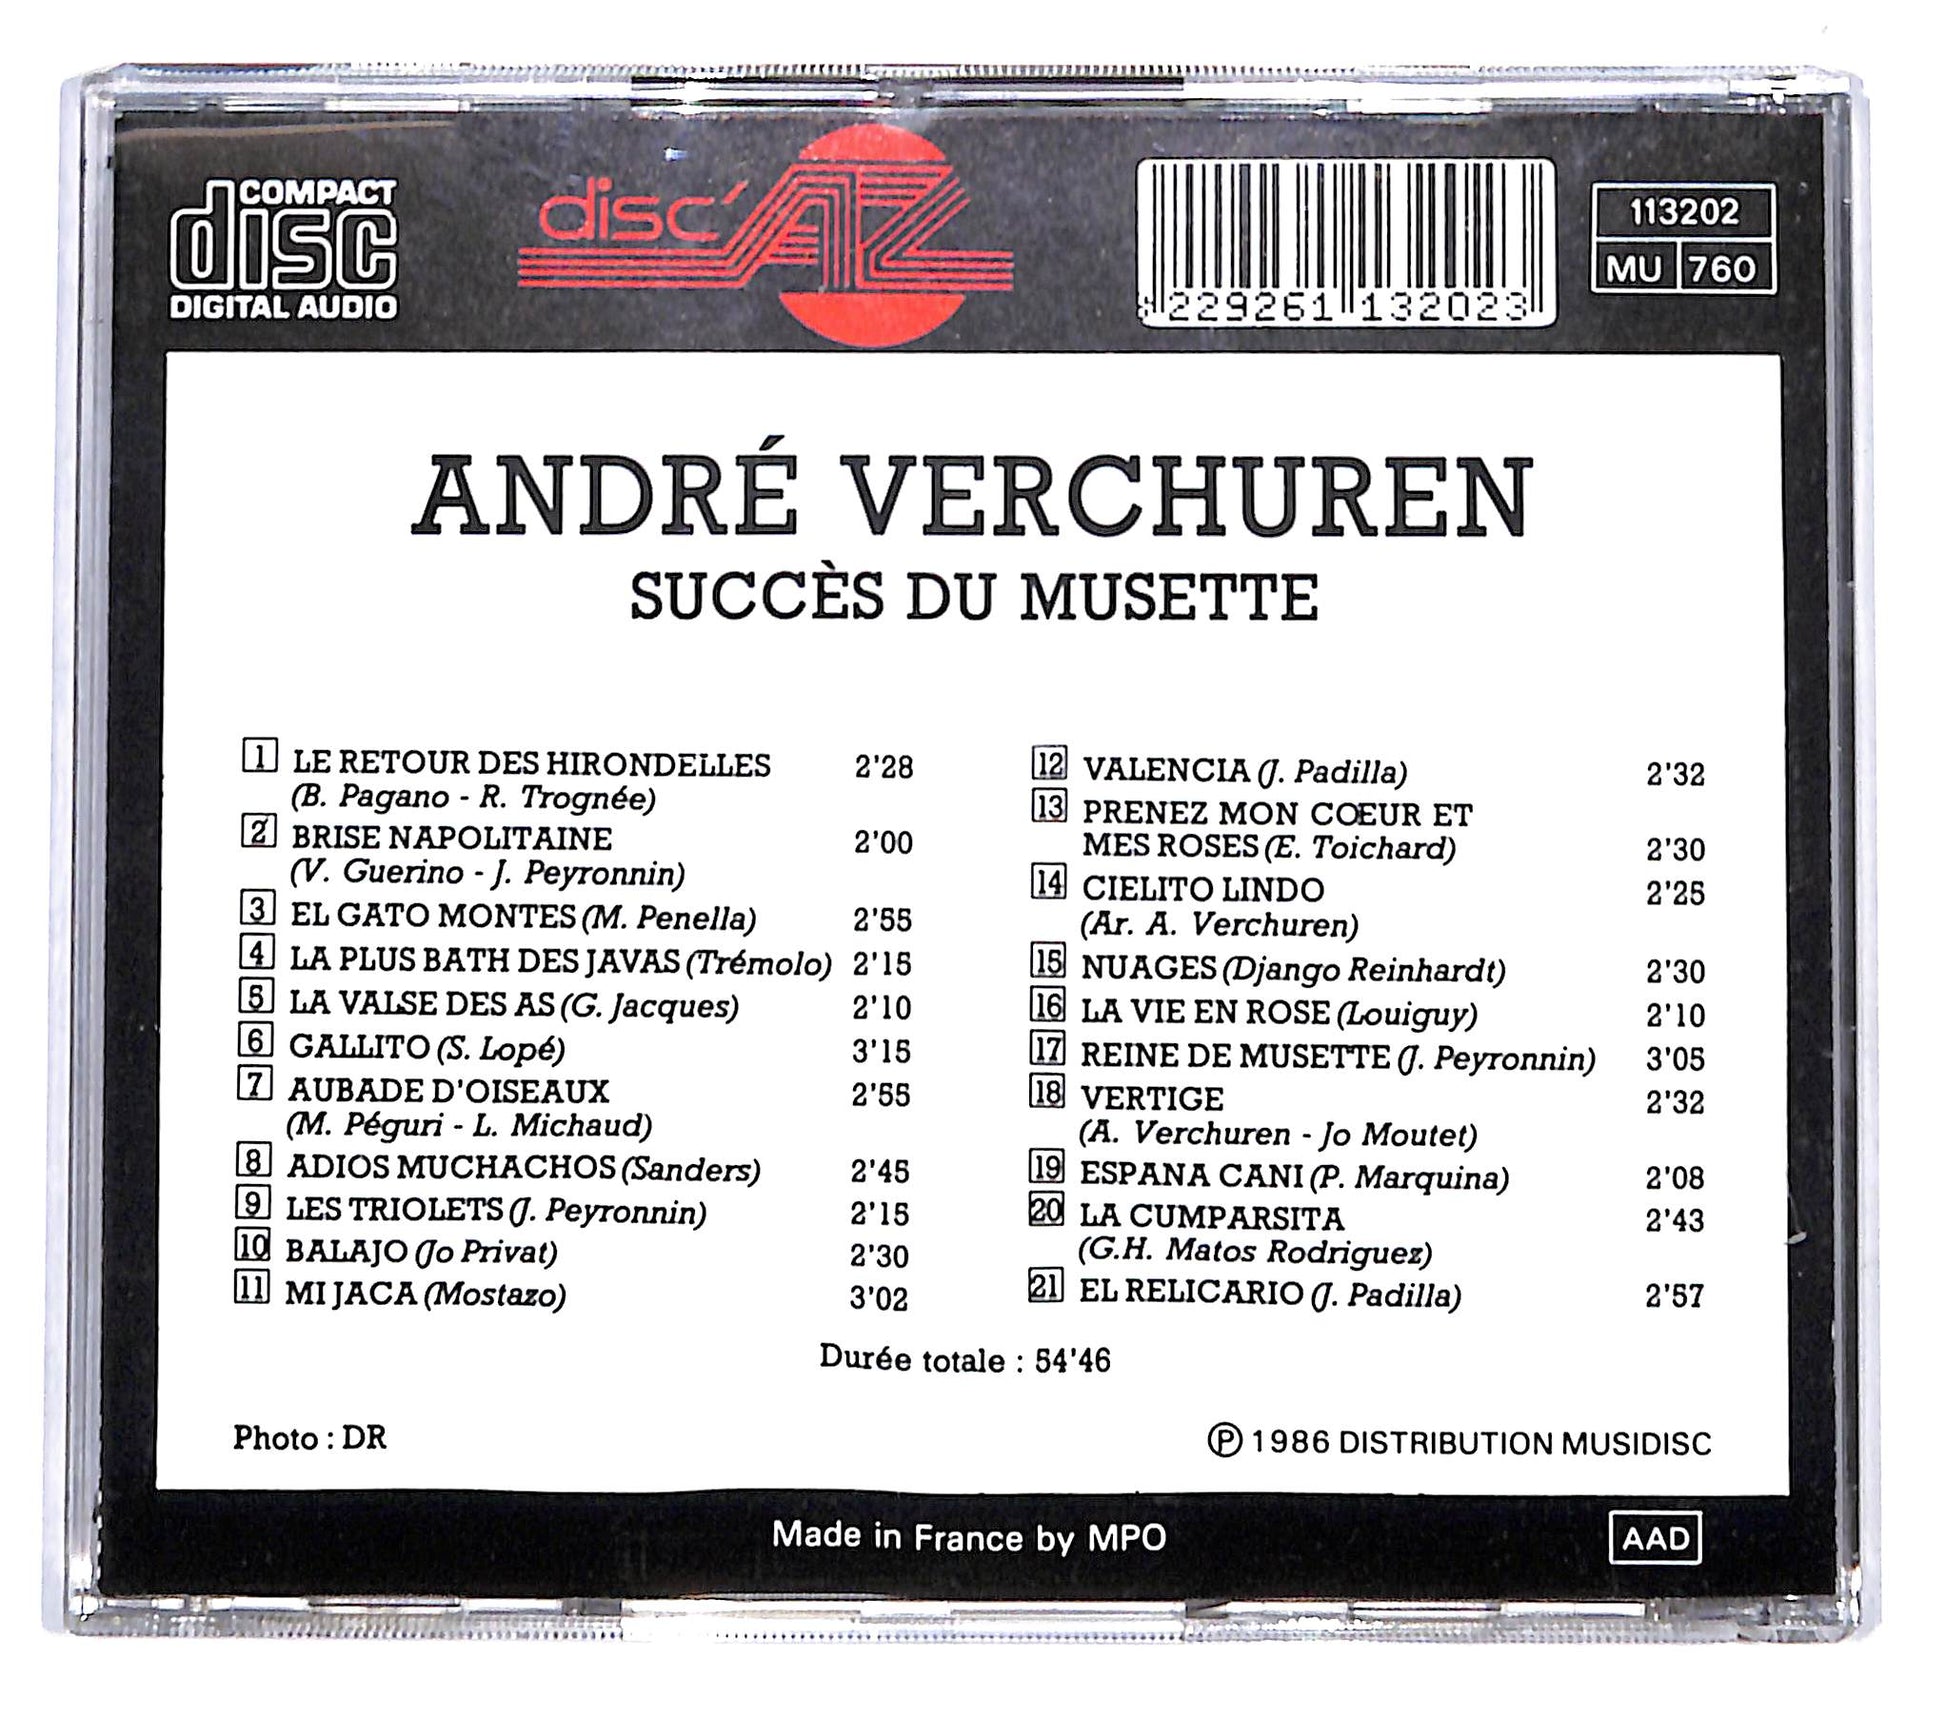 COMPACT
disc
DIGITAL AUDIO
disc'AZ
229261 132023
113202
MU 760
ANDRÉ VERCHUREN
SUCCÈS DU MUSETTE
1 LE RETOUR DES HIRONDELLES 2'28
(B. Pagano - R. Trognée)
2 BRISE NAPOLITAINE 2'00
(V. Guerino - J. Peyronnin)
3 EL GATO MONTES (M. Penella) 2'55
4 LA PLUS BATH DES JAVAS (Trémolo) 2'15
5 LA VALSE DES AS (G. Jacques) 2'10
6 GALLITO (S. Lopé) 3'15
7 AUBADE D'OISEAUX 2'55
(M. Péguri - L. Michaud)
8 ADIOS MUCHACHOS (Sanders) 2'45
9 LES TRIOLETS (J. Peyronnin) 2'15
10 BALAJO (Jo Privat) 2'30
11 MI JACA (Mostazo) 3'02
12 VALENCIA (J. Padilla) 2'32
13 PRENEZ MON CŒUR ET
MES ROSES (E. Toichard) 2'30
14 CIELITO LINDO 2'25
(Ar. A. Verchuren)
15 NUAGES (Django Reinhardt) 2'30
16 LA VIE EN ROSE (Louiguy) 2'10
17 REINE DE MUSETTE (J. Peyronnin) 3'05
18 VERTIGE 2'32
(A. Verchuren - Jo Moutet)
19 ESPANA CANI (P. Marquina) 2'08
20 LA CUMPARSITA 2'43
(G.H. Matos Rodriguez)
21 EL RELICARIO (J. Padilla) 2'57
Durée totale : 54'46
Photo : DR
℗ 1986 DISTRIBUTION MUSIDISC
Made in France by MPO
AAD